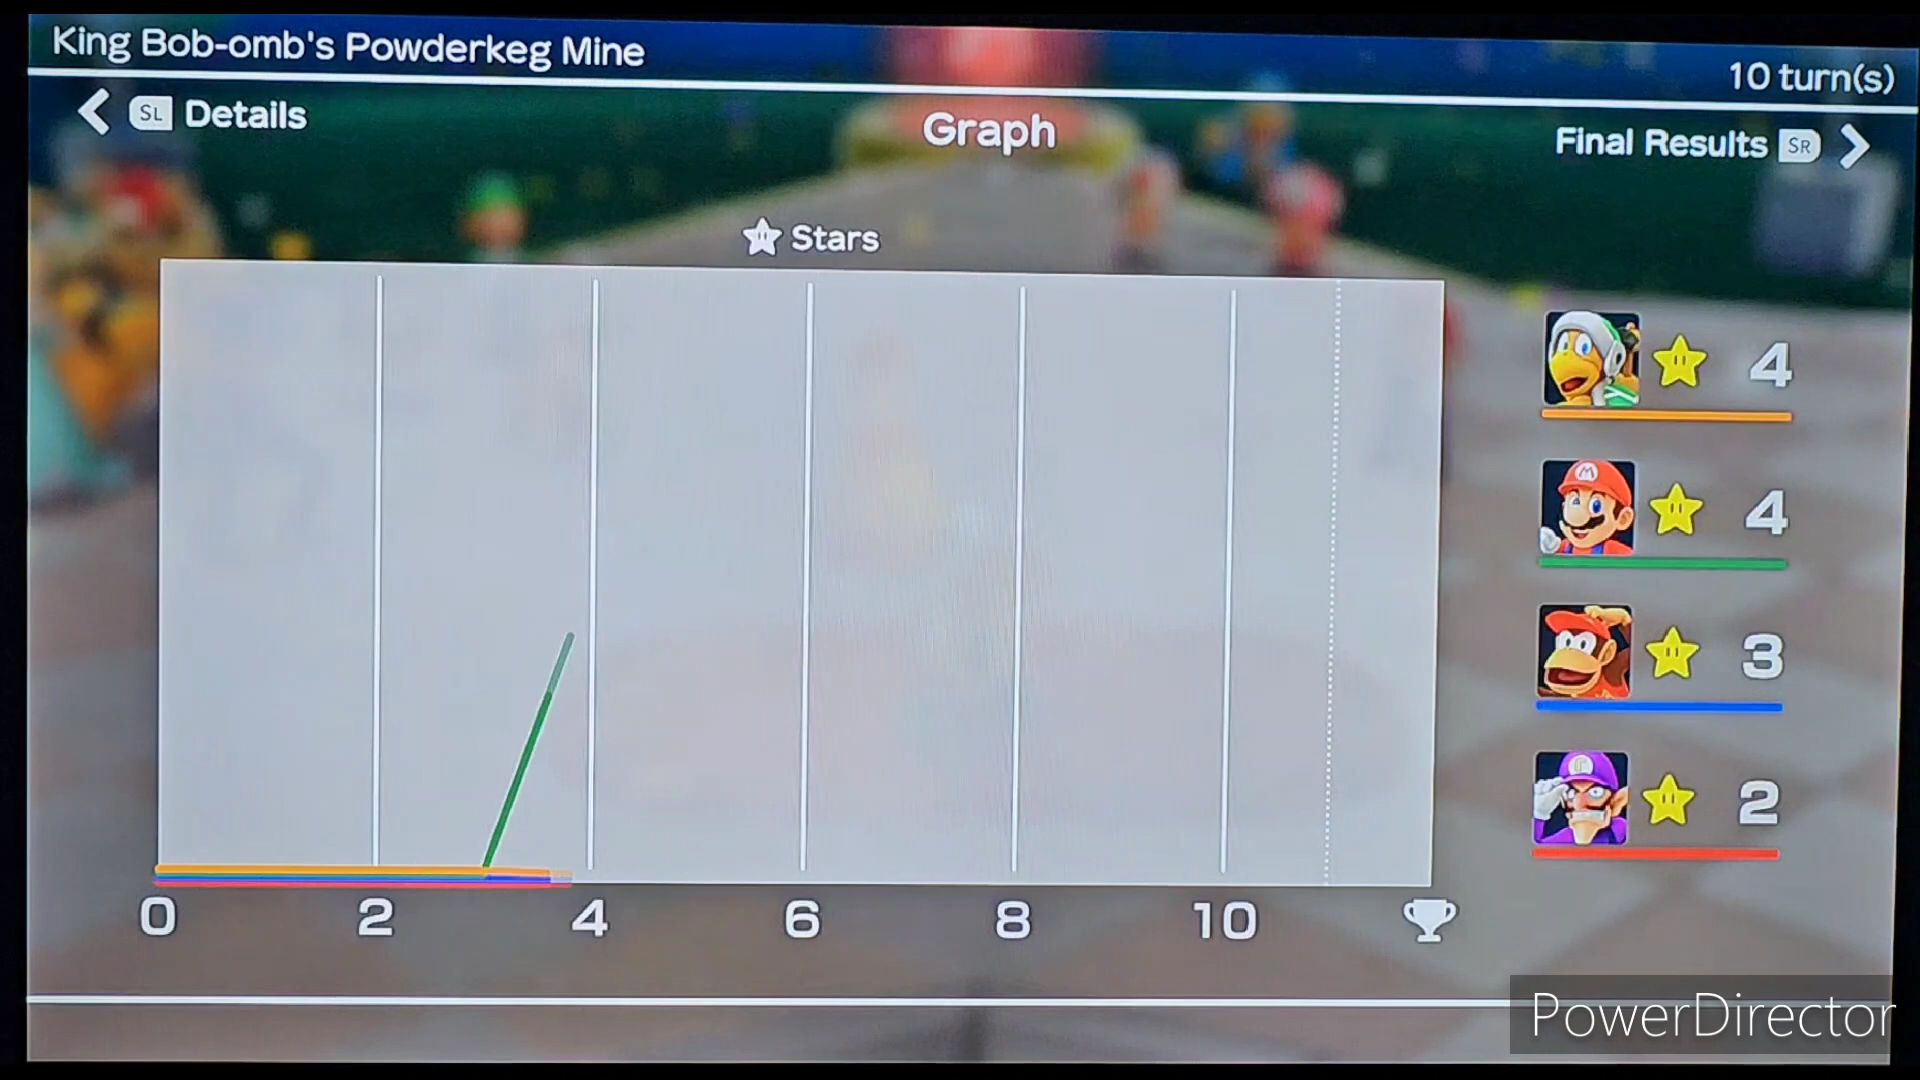 King Bob-omb's Powderkeg Mine
10 turn(s)
SL Details
Graph
Final Results SR
Stars
4
4
3
2
0 2 4 6 8 10
PowerDirector